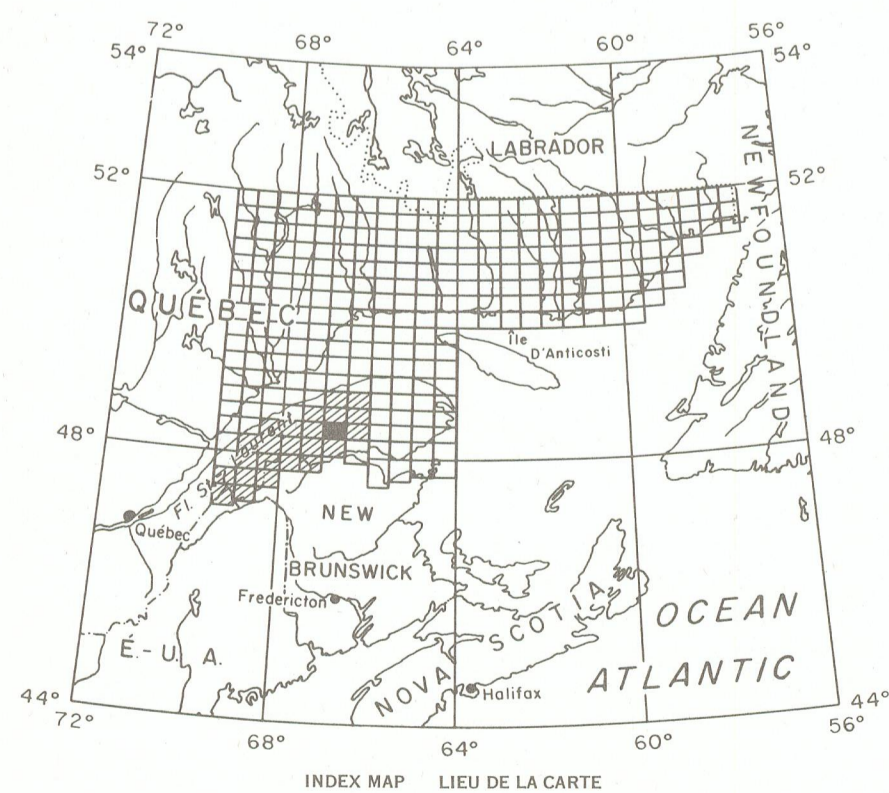 72°
68°
64°
60°
56°
54°
54°
LABRADOR
52°
52°
NEWFOUNDLAND
QUÉBEC
Île
D'Anticosti
48°
48°
Fl. St. Laurent
Québec
NEW
BRUNSWICK
Fredericton
NOVA SCOTIA
OCEAN
ATLANTIC
É.-U. A.
Halifax
44°
44°
72°
56°
68°
64°
60°
INDEX MAP LIEU DE LA CARTE